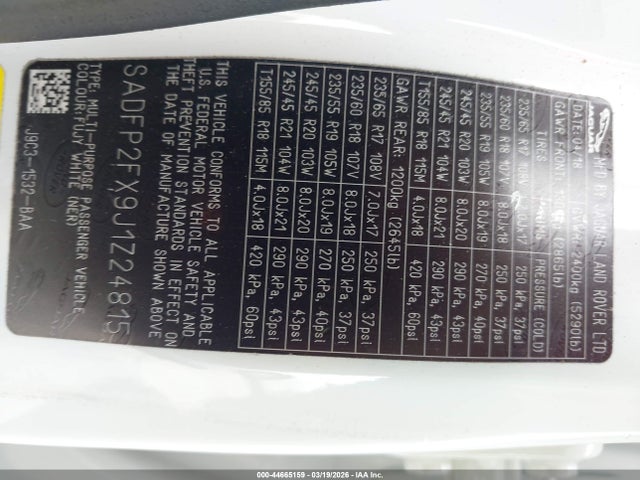 JAGUAR
MFD BY JAGUAR LAND ROVER LTD
DATE: 04/18 GVWR: 2400kg (5290lb)
GAWR FRONT: (2865lb)
TIRES RIMS PRESSURE (COLD)
235/65 R17 108V 7.0Jx17 250 kPa, 37psi
235/60 R18 107V 8.0Jx18 250 kPa, 37psi
235/55 R19 105W 8.0Jx19 270 kPa, 40psi
245/45 R20 103W 8.0Jx20 290 kPa, 43psi
245/45 R21 104W 8.0Jx21 290 kPa, 43psi
T155/85 R18 115M 4.0Jx18 420 kPa, 60psi
GAWR REAR: 1200kg (2645lb)
235/65 R17 108V 7.0Jx17 250 kPa, 37psi
235/60 R18 107V 8.0Jx18 250 kPa, 37psi
235/55 R19 105W 8.0Jx19 270 kPa, 40psi
245/45 R20 103W 8.0Jx20 290 kPa, 43psi
245/45 R21 104W 8.0Jx21 290 kPa, 43psi
T155/85 R18 115M 4.0Jx18 420 kPa, 60psi
THIS VEHICLE CONFORMS TO ALL APPLICABLE
U.S. FEDERAL MOTOR VEHICLE SAFETY AND
THEFT PREVENTION STANDARDS IN EFFECT ON
THE DATE OF MANUFACTURE SHOWN ABOVE
SADFP2FX9J1Z24815
TYPE: MULTI-PURPOSE PASSENGER VEHICLE
COLOUR: FUJI WHITE (NER)
J9C3-1532-BAA
000-44665159 - 03/19/2026 - IAA Inc.